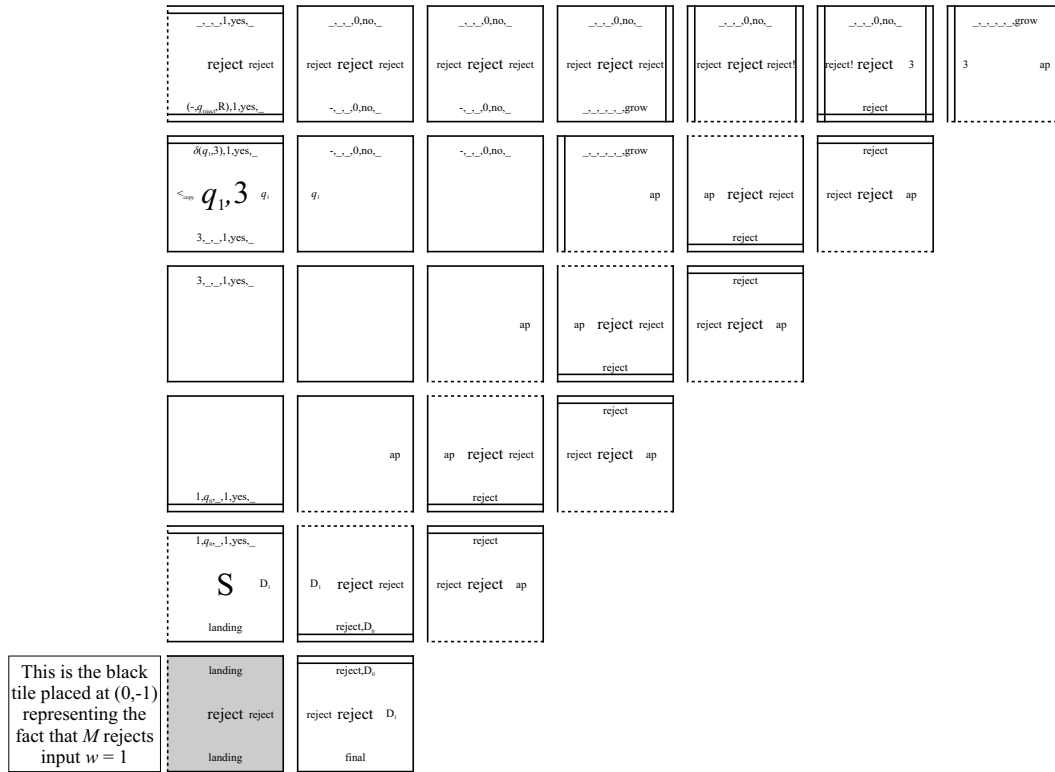 _,_,_,1,yes,_ _,_,_,0,no,_ _,_,_,0,no,_ _,_,_,0,no,_ _,_,_,0,no,_ _,_,_,0,no,_ _,_,_,_,_,grow
reject reject reject reject reject reject reject reject reject reject reject reject reject reject! reject! reject 3 3 ap
(-,q_reject,R),1,yes,_ -,_,_,0,no,_ -,_,_,0,no,_ _,_,_,_,_,grow reject
δ(q₁,3),1,yes,_ -,_,_,0,no,_ -,_,_,0,no,_ _,_,_,_,_,grow reject
<_copy q₁,3 q₁ q₁ ap ap reject reject reject reject ap
3,_,_,1,yes,_ reject
3,_,_,1,yes,_ reject
ap ap reject reject reject reject ap
reject
reject
ap ap reject reject reject reject ap
1,q₀,_,1,yes,_ reject
1,q₀,_,1,yes,_ reject
S D₁ D₁ reject reject reject reject ap
landing reject,D₀
This is the black
tile placed at (0,-1)
representing the
fact that M rejects
input w = 1
landing reject,D₀
reject reject reject reject D₁
landing final